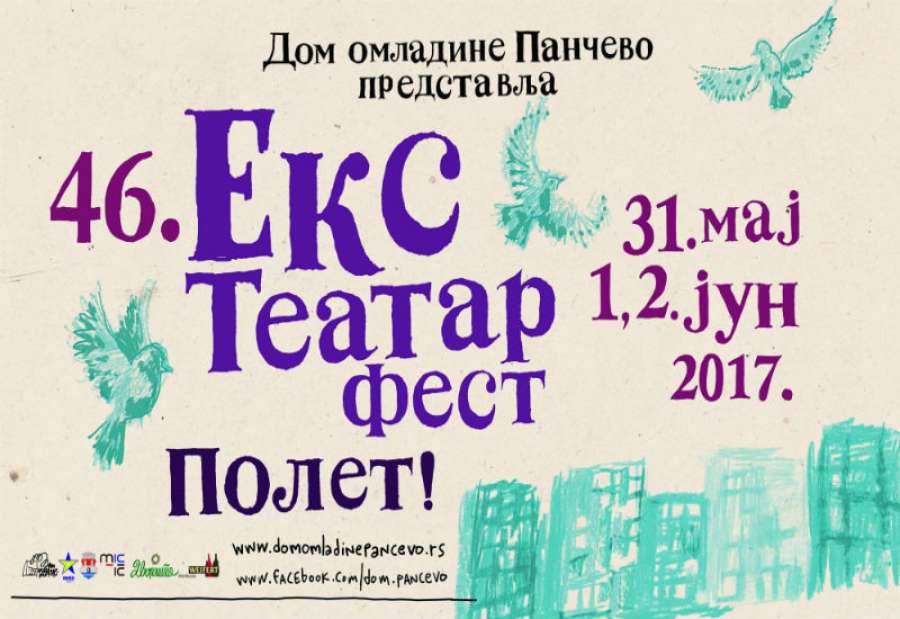 Дом омладине Панчево
представља
46. Екс
Театар
фест
31. мај
1, 2. јун
2017.
Полет!
www.domomladinepancevo.rs
www.facebook.com/dom.pancevo